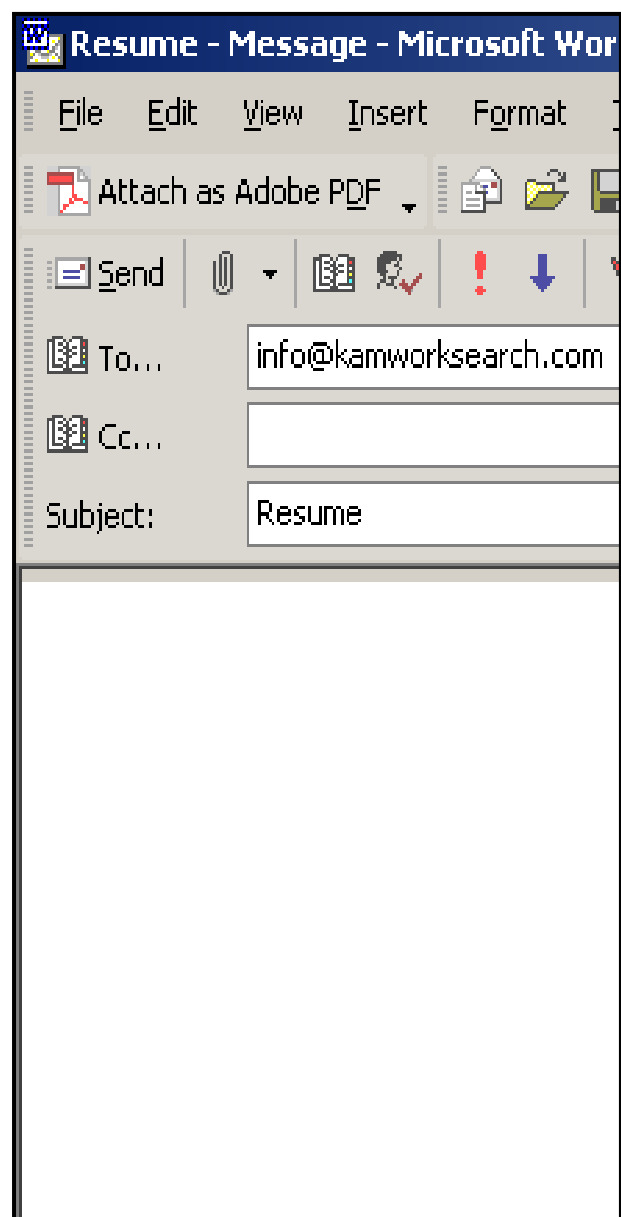 Resume - Message - Microsoft Wor
File Edit View Insert Format
Attach as Adobe PDF
Send
To... info@kamworksearch.com
Cc...
Subject: Resume